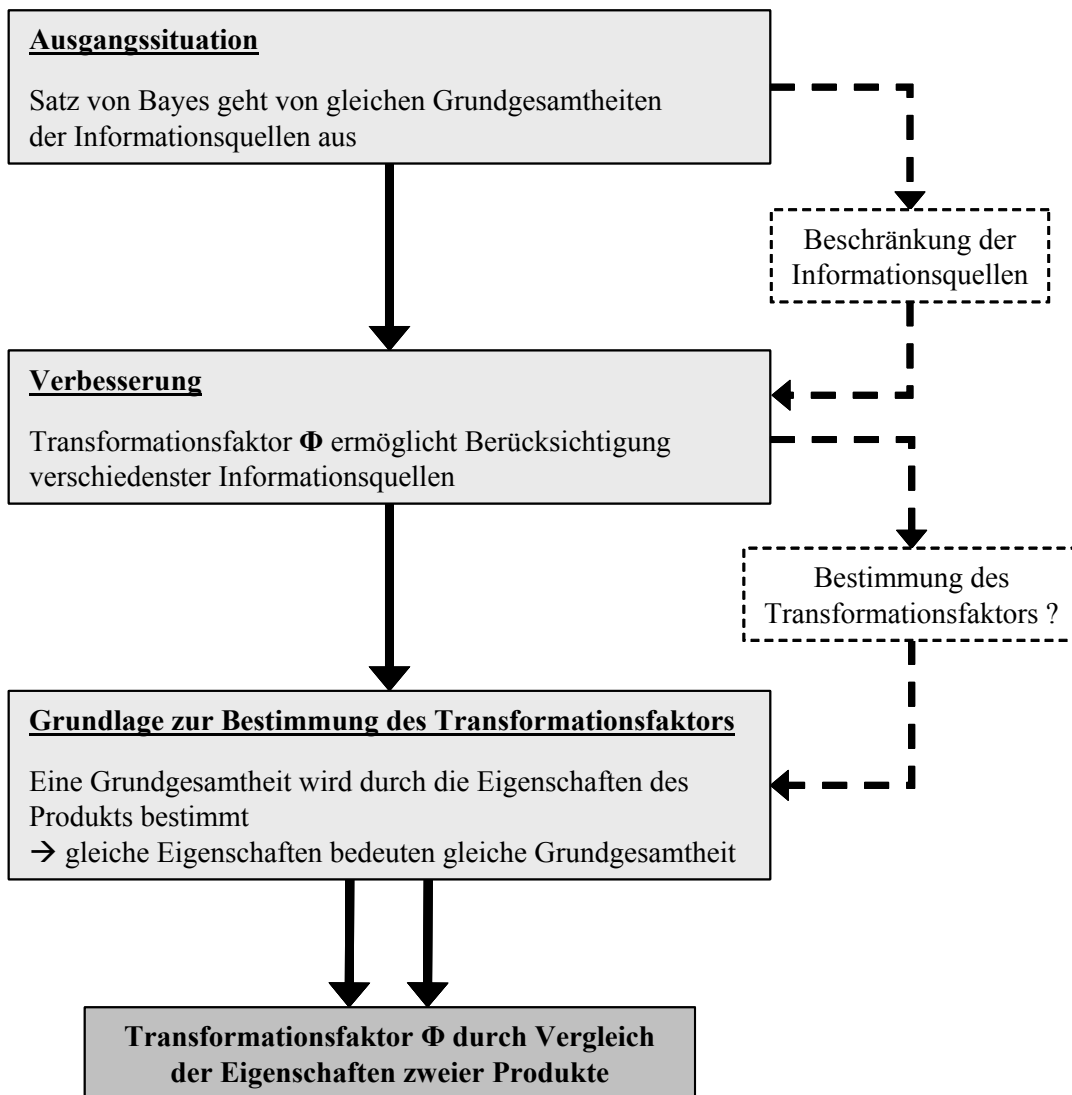 Ausgangssituation
Satz von Bayes geht von gleichen Grundgesamtheiten
der Informationsquellen aus
Beschränkung der
Informationsquellen
Verbesserung
Transformationsfaktor Φ ermöglicht Berücksichtigung
verschiedenster Informationsquellen
Bestimmung des
Transformationsfaktors ?
Grundlage zur Bestimmung des Transformationsfaktors
Eine Grundgesamtheit wird durch die Eigenschaften des
Produkts bestimmt
→ gleiche Eigenschaften bedeuten gleiche Grundgesamtheit
Transformationsfaktor Φ durch Vergleich
der Eigenschaften zweier Produkte